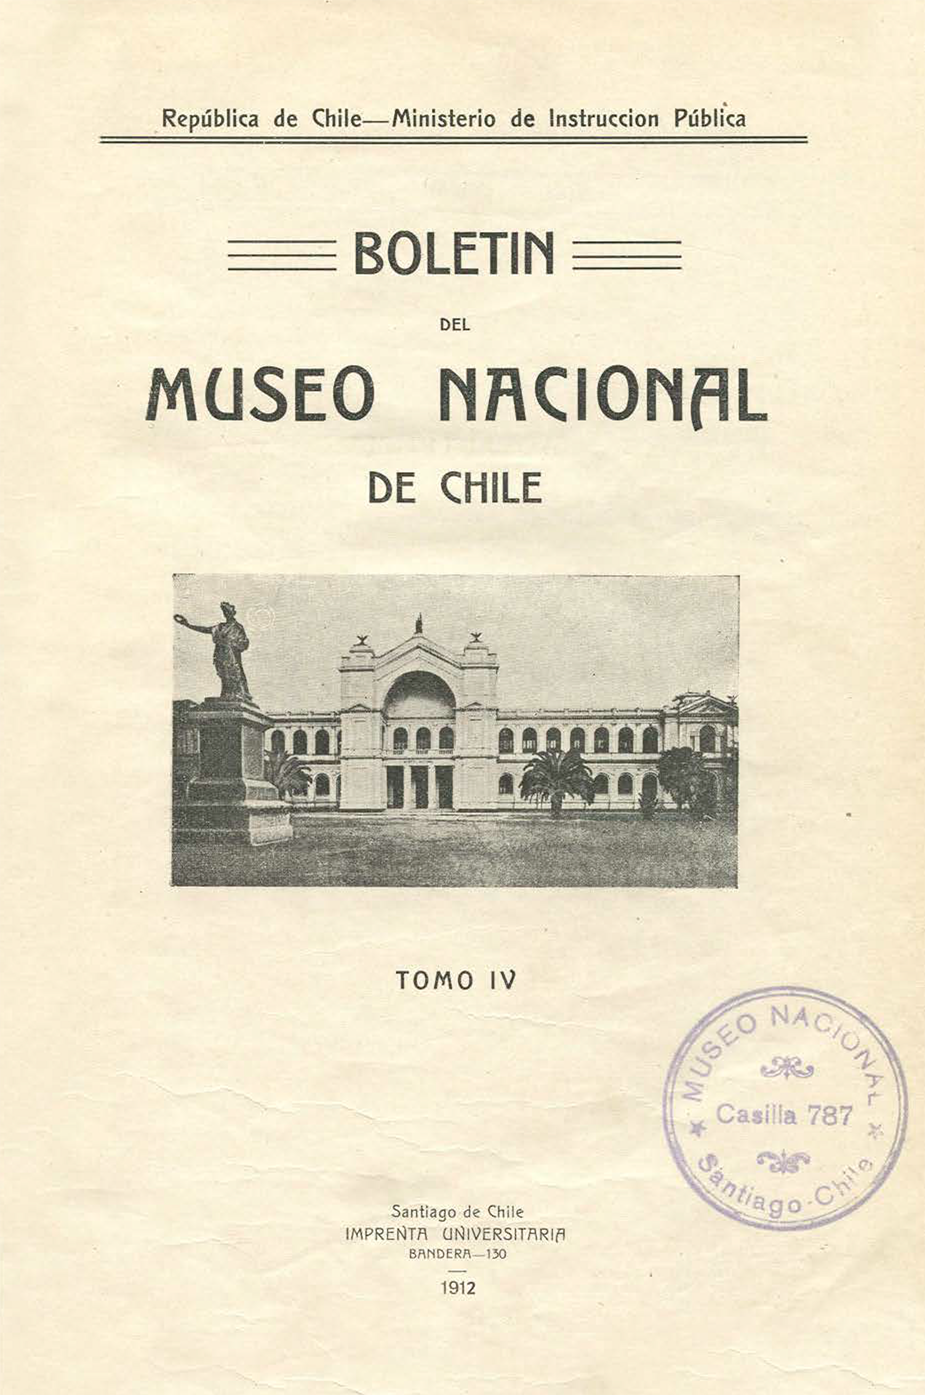 República de Chile—Ministerio de Instruccion Pública
BOLETIN
DEL
MUSEO NACIONAL
DE CHILE
TOMO IV
MUSEO NACIONAL
Casilla 787
Santiago-Chile
Santiago de Chile
IMPRENTA UNIVERSITARIA
BANDERA—130
1912